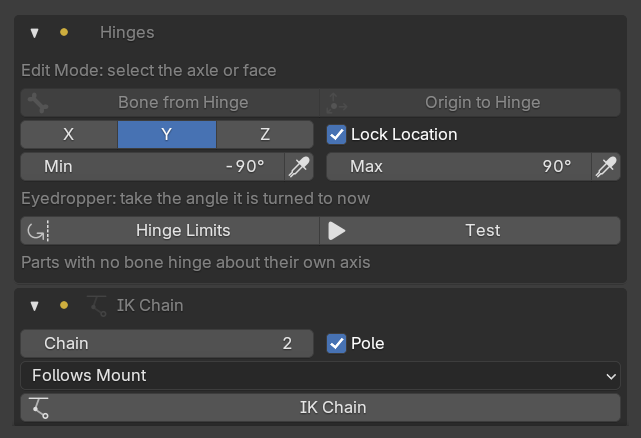 Hinges
Edit Mode: select the axle or face
Bone from Hinge Origin to Hinge
X Y Z Lock Location
Min -90° Max 90°
Eyedropper: take the angle it is turned to now
Hinge Limits Test
Parts with no bone hinge about their own axis
IK Chain
Chain 2 Pole
Follows Mount
IK Chain